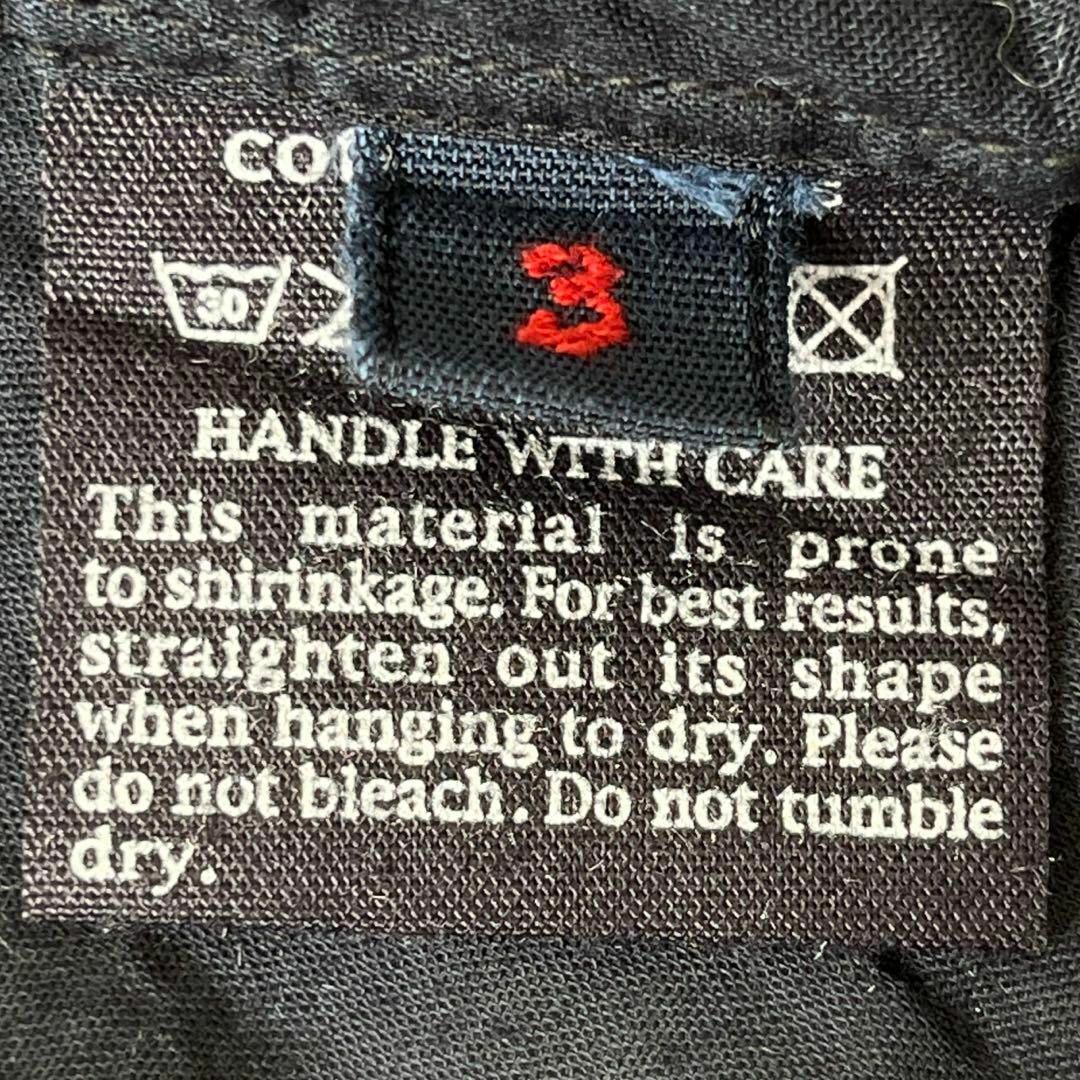 3
30
HANDLE WITH CARE
This material is prone
to shirinkage. For best results,
straighten out its shape
when hanging to dry. Please
do not bleach. Do not tumble
dry.